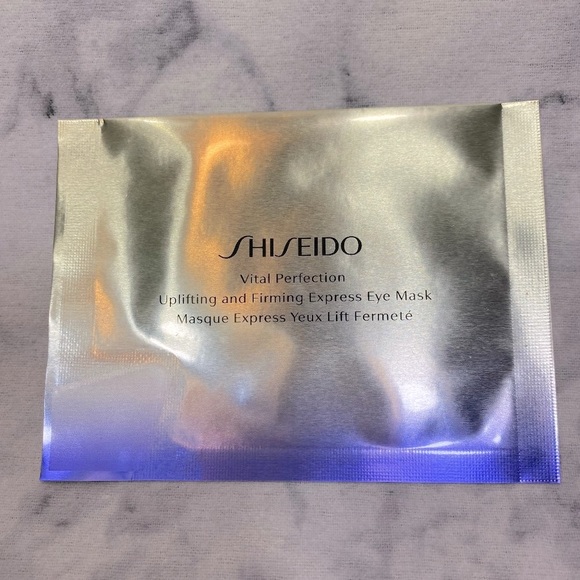 SHISEIDO
Vital Perfection
Uplifting and Firming Express Eye Mask
Masque Express Yeux Lift Fermeté